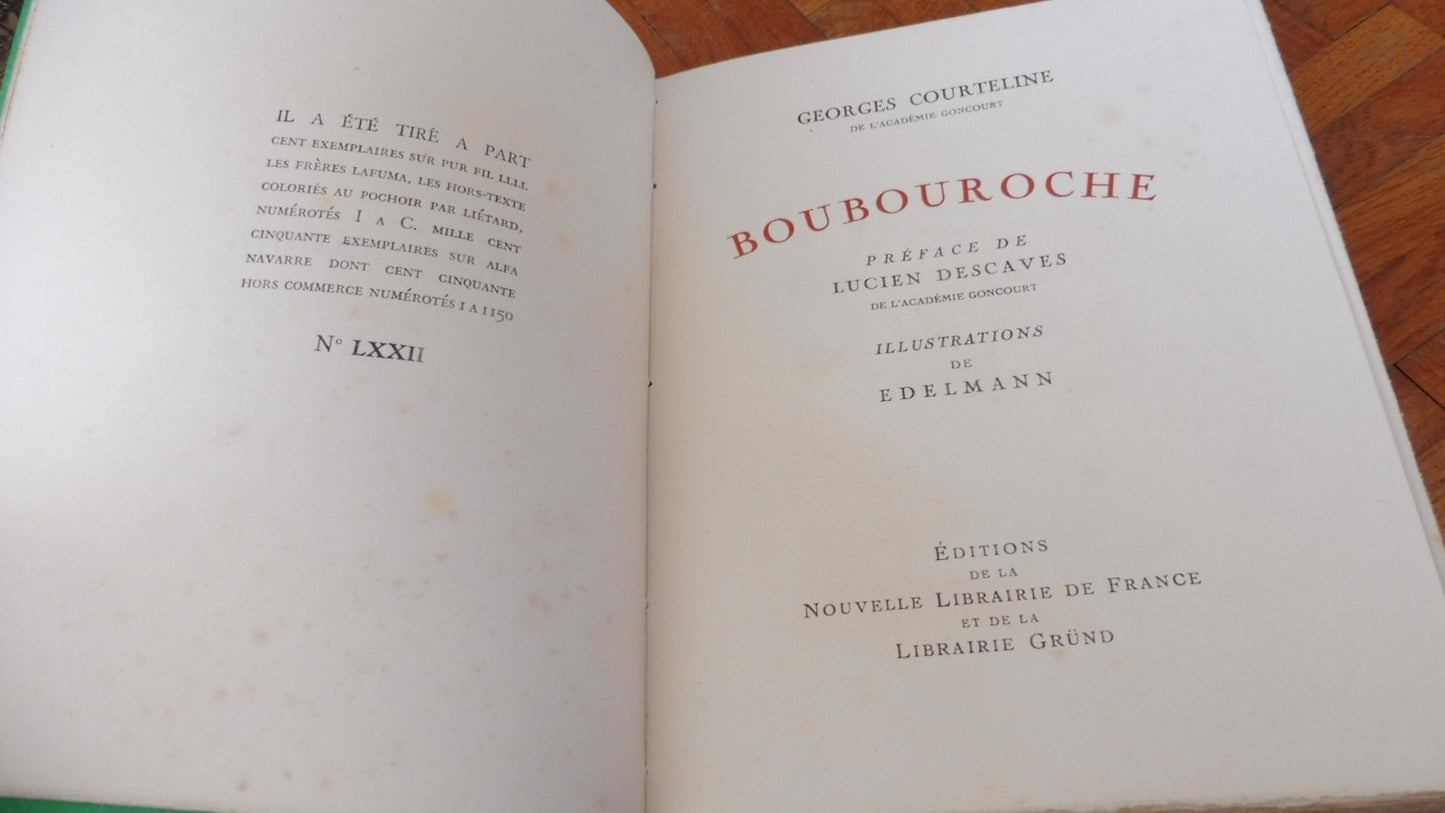 IL A ÉTÉ TIRÉ A PART
CENT EXEMPLAIRES SUR PUR FIL LLLI.
LES FRÈRES LAFUMA, LES HORS-TEXTE
COLORIÉS AU POCHOIR PAR LIÉTARD,
NUMÉROTÉS I A C. MILLE CENT
CINQUANTE EXEMPLAIRES SUR ALFA
NAVARRE DONT CENT CINQUANTE
HORS COMMERCE NUMÉROTÉS I A 1150
N° LXXII
GEORGES COURTELINE
DE L'ACADÉMIE GONCOURT
BOUBOUROCHE
PRÉFACE DE
LUCIEN DESCAVES
DE L'ACADÉMIE GONCOURT
ILLUSTRATIONS
DE
EDELMANN
ÉDITIONS
DE LA
NOUVELLE LIBRAIRIE DE FRANCE
ET DE LA
LIBRAIRIE GRÜND